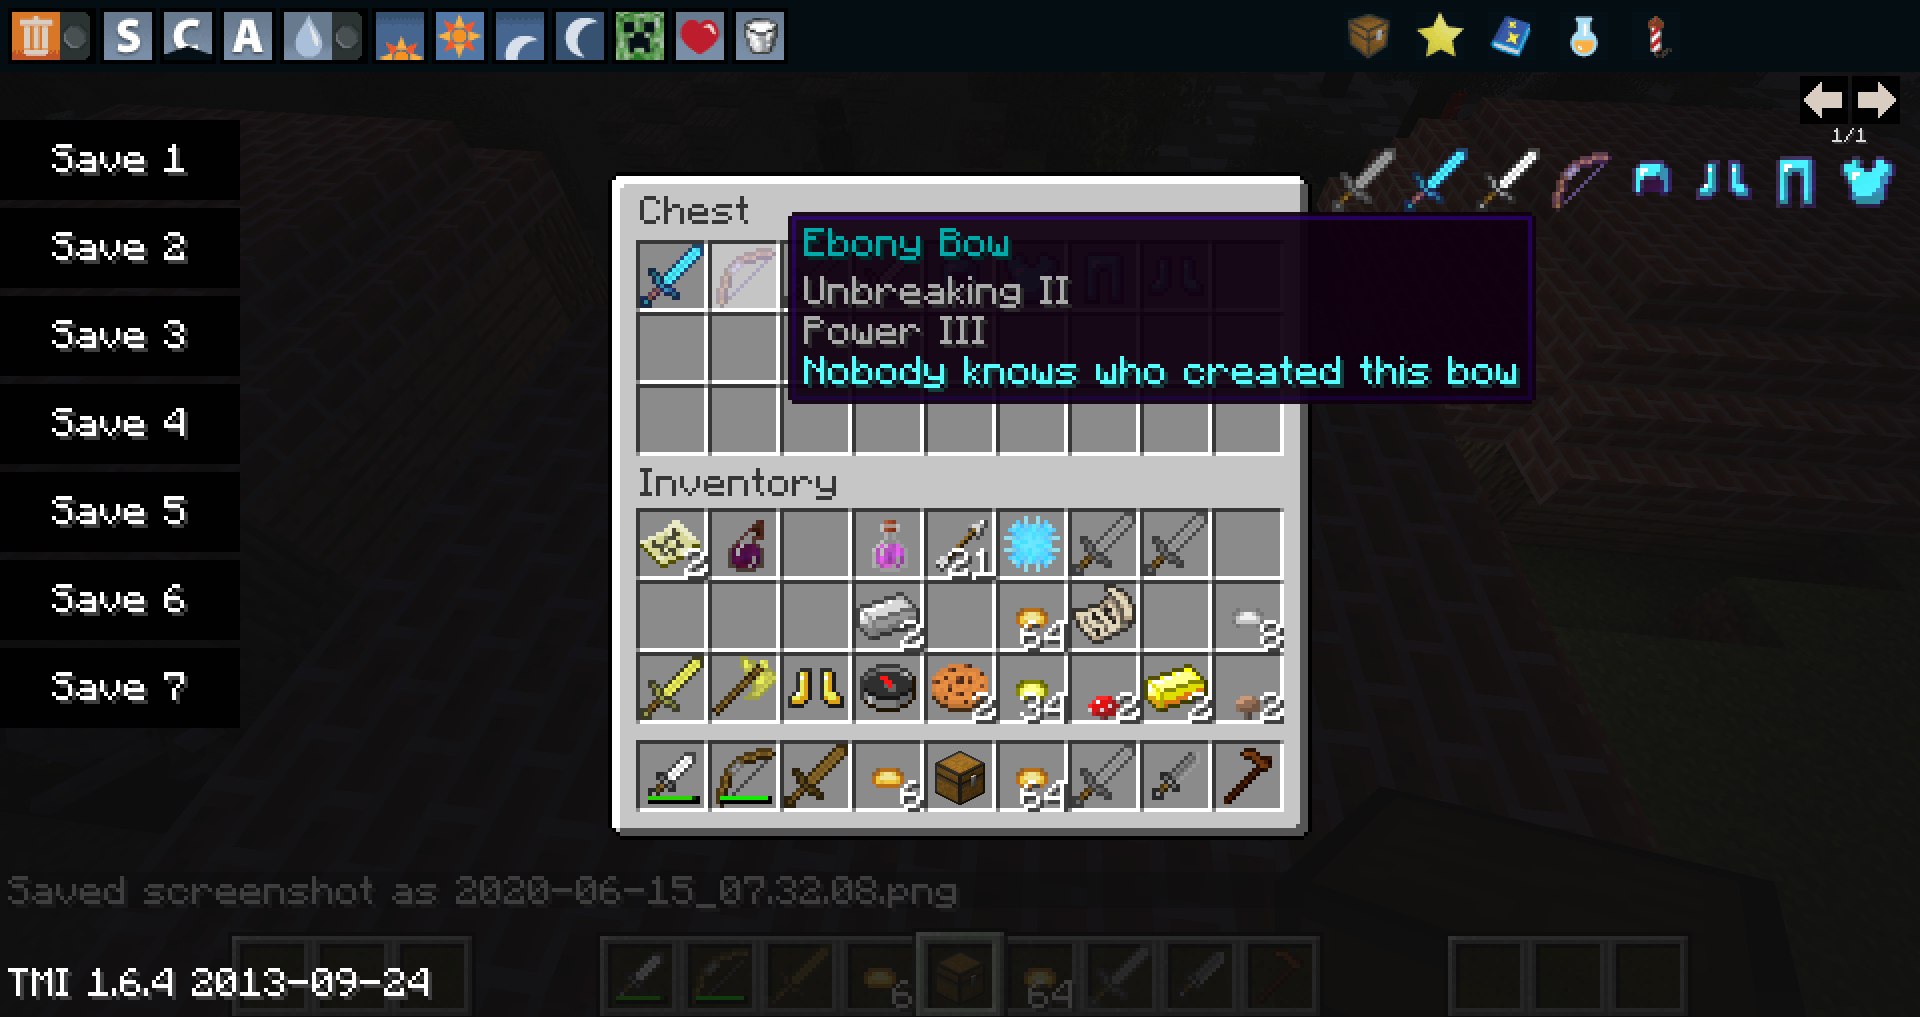 S C A
1/1
Save 1
Save 2
Save 3
Save 4
Save 5
Save 6
Save 7
Chest
Ebony Bow
Unbreaking II
Power III
Nobody knows who created this bow
Inventory
2 21
2 64 8
2 34 2 2 2
6 64
Saved screenshot as 2020-06-15_07.32.08.png
TMI 1.6.4 2013-09-24
6 64